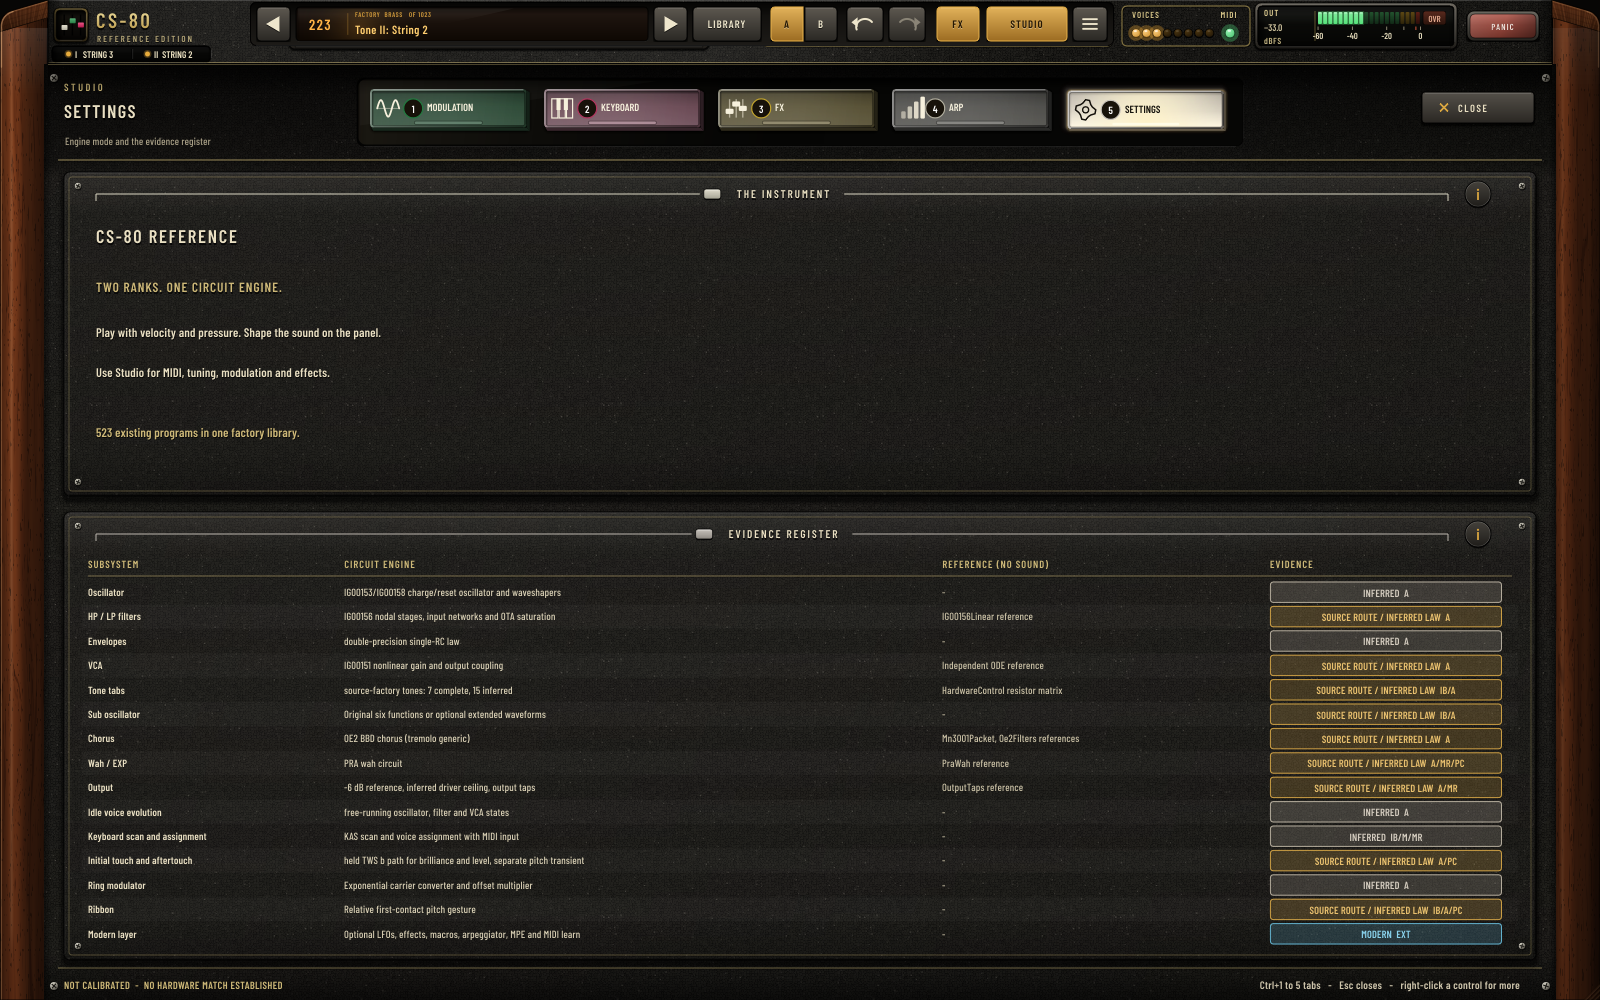 CS-80
REFERENCE EDITION
I STRING 3
II STRING 2
223
FACTORY BRASS OF 1023
Tone II: String 2
LIBRARY
A
B
FX
STUDIO
VOICES
MIDI
OUT
-33.0
dBFS
OVR
-60 -40 -20 0
PANIC
STUDIO
SETTINGS
Engine mode and the evidence register
1 MODULATION
2 KEYBOARD
3 FX
4 ARP
5 SETTINGS
CLOSE
THE INSTRUMENT
i
CS-80 REFERENCE
TWO RANKS. ONE CIRCUIT ENGINE.
Play with velocity and pressure. Shape the sound on the panel.
Use Studio for MIDI, tuning, modulation and effects.
523 existing programs in one factory library.
EVIDENCE REGISTER
i
SUBSYSTEM CIRCUIT ENGINE REFERENCE (NO SOUND) EVIDENCE
Oscillator IG00153/IG00158 charge/reset oscillator and waveshapers - INFERRED A
HP / LP filters IG00156 nodal stages, input networks and OTA saturation IG00156Linear reference SOURCE ROUTE / INFERRED LAW A
Envelopes double-precision single-RC law - INFERRED A
VCA IG00151 nonlinear gain and output coupling Independent ODE reference SOURCE ROUTE / INFERRED LAW A
Tone tabs source-factory tones: 7 complete, 15 inferred HardwareControl resistor matrix SOURCE ROUTE / INFERRED LAW IB/A
Sub oscillator Original six functions or optional extended waveforms - SOURCE ROUTE / INFERRED LAW IB/A
Chorus OE2 BBD chorus (tremolo generic) Mn3001Packet, Oe2Filters references SOURCE ROUTE / INFERRED LAW A
Wah / EXP PRA wah circuit PraWah reference SOURCE ROUTE / INFERRED LAW A/MR/PC
Output -6 dB reference, inferred driver ceiling, output taps OutputTaps reference SOURCE ROUTE / INFERRED LAW A/MR
Idle voice evolution free-running oscillator, filter and VCA states - INFERRED A
Keyboard scan and assignment KAS scan and voice assignment with MIDI input - INFERRED IB/M/MR
Initial touch and aftertouch held TWS b path for brilliance and level, separate pitch transient - SOURCE ROUTE / INFERRED LAW A/PC
Ring modulator Exponential carrier converter and offset multiplier - INFERRED A
Ribbon Relative first-contact pitch gesture - SOURCE ROUTE / INFERRED LAW IB/A/PC
Modern layer Optional LFOs, effects, macros, arpeggiator, MPE and MIDI learn - MODERN EXT
NOT CALIBRATED - NO HARDWARE MATCH ESTABLISHED
Ctrl+1 to 5 tabs - Esc closes - right-click a control for more